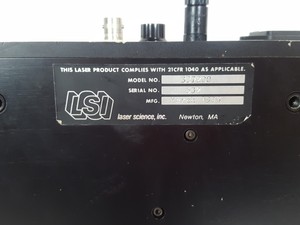 THIS LASER PRODUCT COMPLIES WITH 21CFR 1040 AS APPLICABLE.
MODEL NO.
SERIAL NO.
MFG.
LSI
laser science, inc. Newton, MA